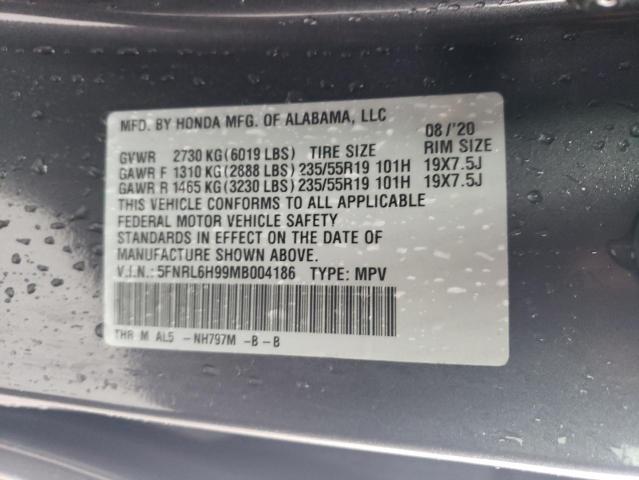 MFD. BY HONDA MFG. OF ALABAMA, LLC
08/'20
GVWR 2730 KG(6019 LBS) TIRE SIZE RIM SIZE
GAWR F 1310 KG(2888 LBS)235/55R19 101H 19X7.5J
GAWR R 1465 KG(3230 LBS)235/55R19 101H 19X7.5J
THIS VEHICLE CONFORMS TO ALL APPLICABLE
FEDERAL MOTOR VEHICLE SAFETY
STANDARDS IN EFFECT ON THE DATE OF
MANUFACTURE SHOWN ABOVE.
V.I.N.: 5FNRL6H99MB004186 TYPE: MPV
THR M AL5 -NH797M -B-B